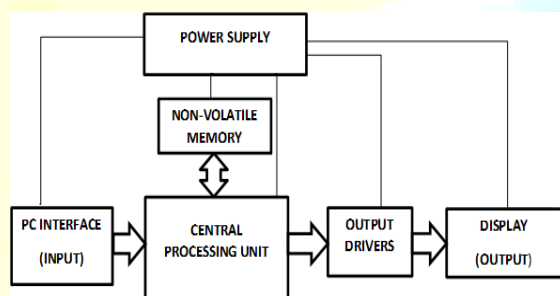 POWER SUPPLY
NON-VOLATILE
MEMORY
PC INTERFACE
(INPUT)
CENTRAL
PROCESSING UNIT
OUTPUT
DRIVERS
DISPLAY
(OUTPUT)